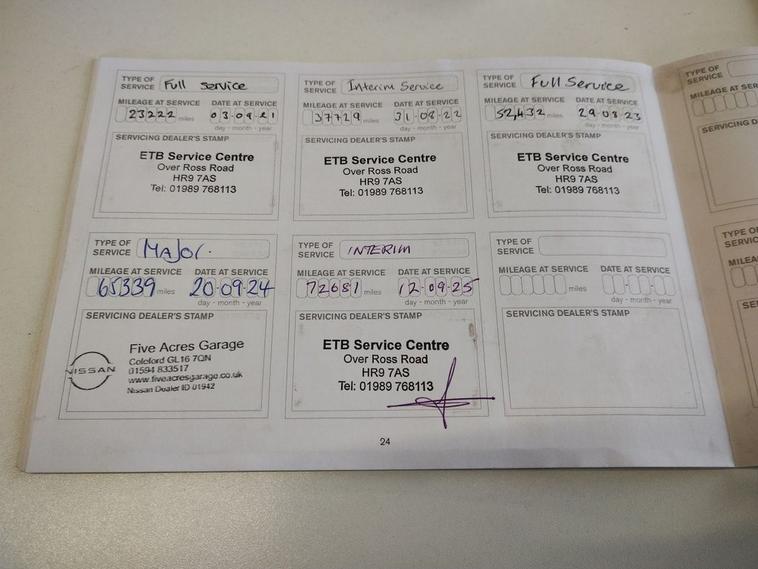 TYPE OF SERVICE Full Service
MILEAGE AT SERVICE DATE AT SERVICE
23222 miles 03-09-21
day - month - year
SERVICING DEALER'S STAMP
ETB Service Centre
Over Ross Road
HR9 7AS
Tel: 01989 768113
TYPE OF SERVICE Interim Service
MILEAGE AT SERVICE DATE AT SERVICE
37729 miles 31-08-22
day - month - year
SERVICING DEALER'S STAMP
ETB Service Centre
Over Ross Road
HR9 7AS
Tel: 01989 768113
TYPE OF SERVICE Full Service
MILEAGE AT SERVICE DATE AT SERVICE
52,432 miles 29-08-23
day - month - year
SERVICING DEALER'S STAMP
ETB Service Centre
Over Ross Road
HR9 7AS
Tel: 01989 768113
TYPE OF SERVICE Major.
MILEAGE AT SERVICE DATE AT SERVICE
65339 miles 20-09-24
day - month - year
SERVICING DEALER'S STAMP
NISSAN
Five Acres Garage
Coleford GL16 7QN
01594 833517
www.fiveacresgarage.co.uk
Nissan Dealer ID 01942
TYPE OF SERVICE INTERIM
MILEAGE AT SERVICE DATE AT SERVICE
72681 miles 12-09-25
day - month - year
SERVICING DEALER'S STAMP
ETB Service Centre
Over Ross Road
HR9 7AS
Tel: 01989 768113
TYPE OF SERVICE
MILEAGE AT SERVICE DATE AT SERVICE
miles
day - month - year
SERVICING DEALER'S STAMP
24
TYPE OF
SERVICE
MILEAGE AT SER
SERVICING D
TYPE O
SERVIC
MILEA
SE